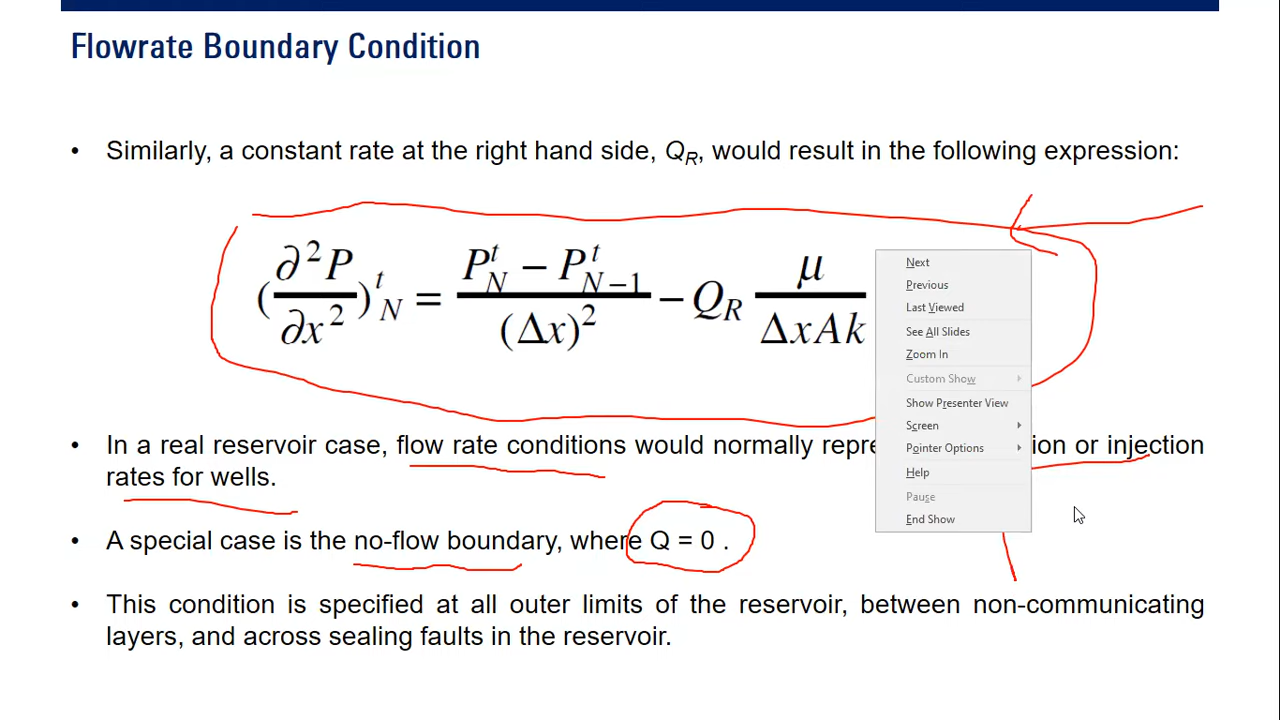 Flowrate Boundary Condition
• Similarly, a constant rate at the right hand side, Q_R, would result in the following expression:
(∂²P/∂x²)^t_N = (P^t_N − P^t_{N−1})/(Δx)² − Q_R μ/(ΔxAk)
• In a real reservoir case, flow rate conditions would normally repre ion or injection
rates for wells.
• A special case is the no-flow boundary, where Q = 0 .
• This condition is specified at all outer limits of the reservoir, between non-communicating
layers, and across sealing faults in the reservoir.
Next
Previous
Last Viewed
See All Slides
Zoom In
Custom Show
Show Presenter View
Screen
Pointer Options
Help
Pause
End Show